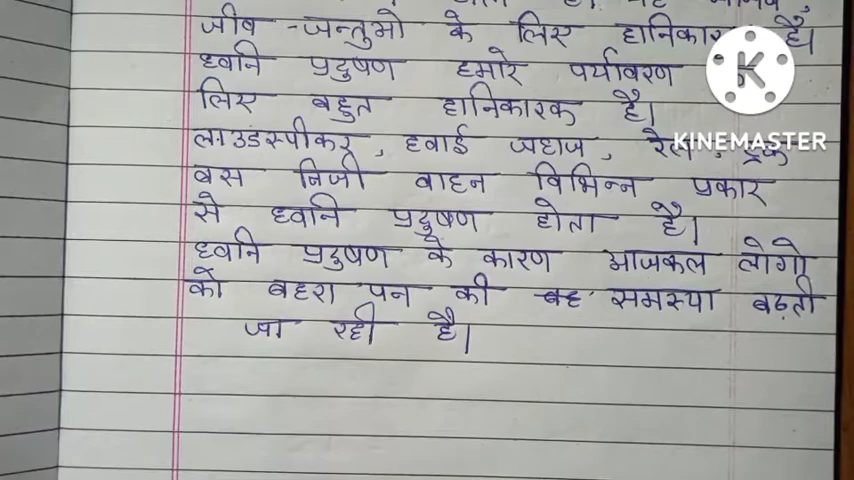 जीव -जन्तुओ के लिए हानिकारक है।
ध्वनि प्रदुषण हमारे पर्यावरण
लिए बहुत हानिकारक है।
लाउडस्पीकर, हवाई जहाज, रेल, ट्रक
बस निजी वाहन विभिन्न प्रकार
से ध्वनि प्रदुषण होता है।
ध्वनि प्रदुषण के कारण आजकल लोगो
को बहरा पन की समस्या बढ़ती
जा रही है।
KINEMASTER